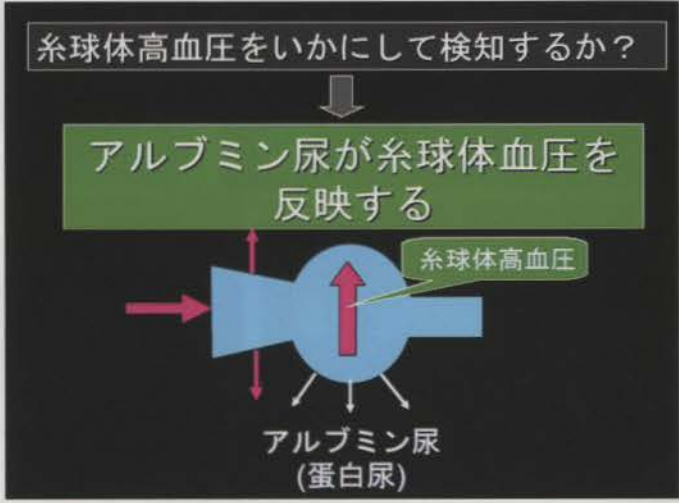 糸球体高血圧をいかにして検知するか？
アルブミン尿が糸球体血圧を
反映する
糸球体高血圧
アルブミン尿
(蛋白尿)